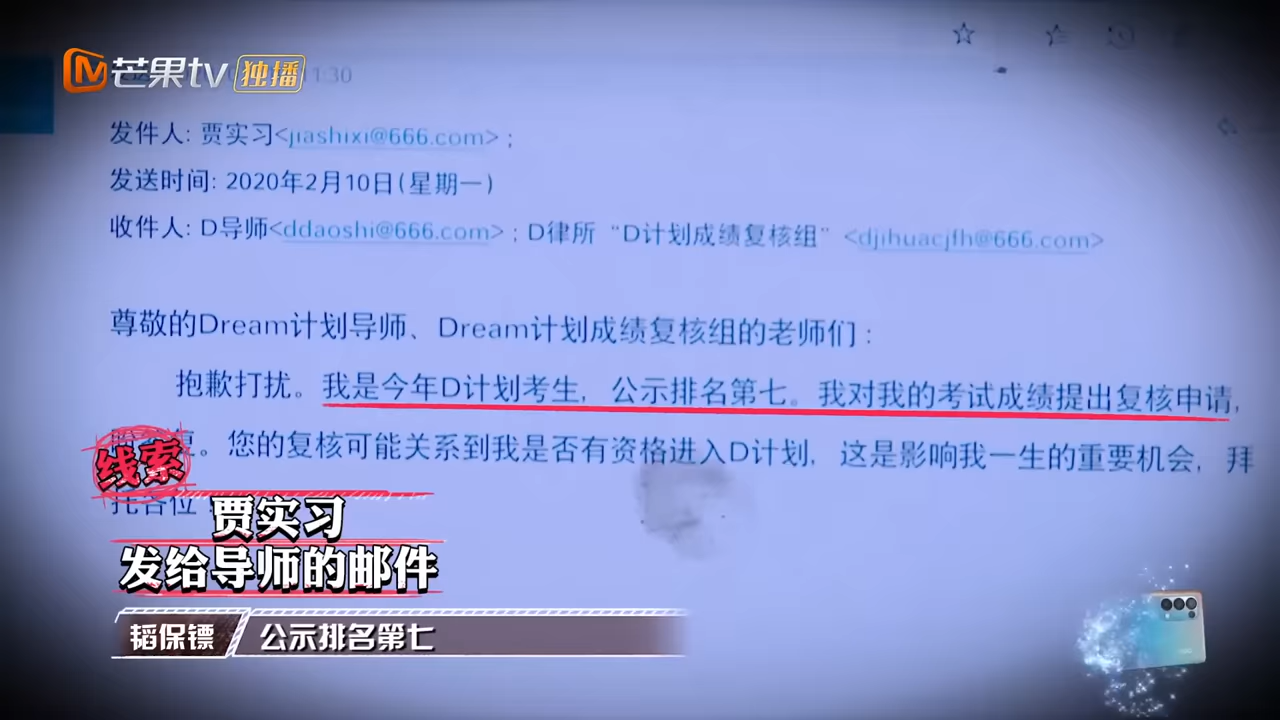 芒果tv 独播
1:30
发件人: 贾实习<jiashixi@666.com>;
发送时间: 2020年2月10日(星期一)
收件人: D导师<ddaoshi@666.com>; D律所 “D计划成绩复核组” <djihuacjfh@666.com>
尊敬的Dream计划导师、Dream计划成绩复核组的老师们:
抱歉打扰。我是今年D计划考生, 公示排名第七。我对我的考试成绩提出复核申请,
。您的复核可能关系到我是否有资格进入D计划, 这是影响我一生的重要机会, 拜
托各位
线索
贾实习
发给导师的邮件
韬保镖 公示排名第七